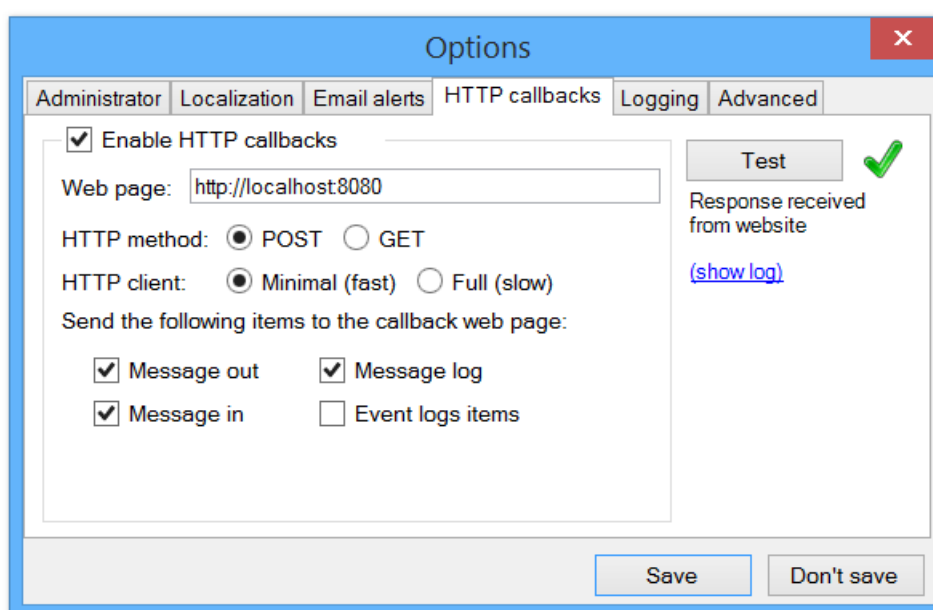 Options
Administrator Localization Email alerts HTTP callbacks Logging Advanced
Enable HTTP callbacks
Test
Web page: http://localhost:8080
Response received
from website
HTTP method: POST GET
(show log)
HTTP client: Minimal (fast) Full (slow)
Send the following items to the callback web page:
Message out Message log
Message in Event logs items
Save Don't save